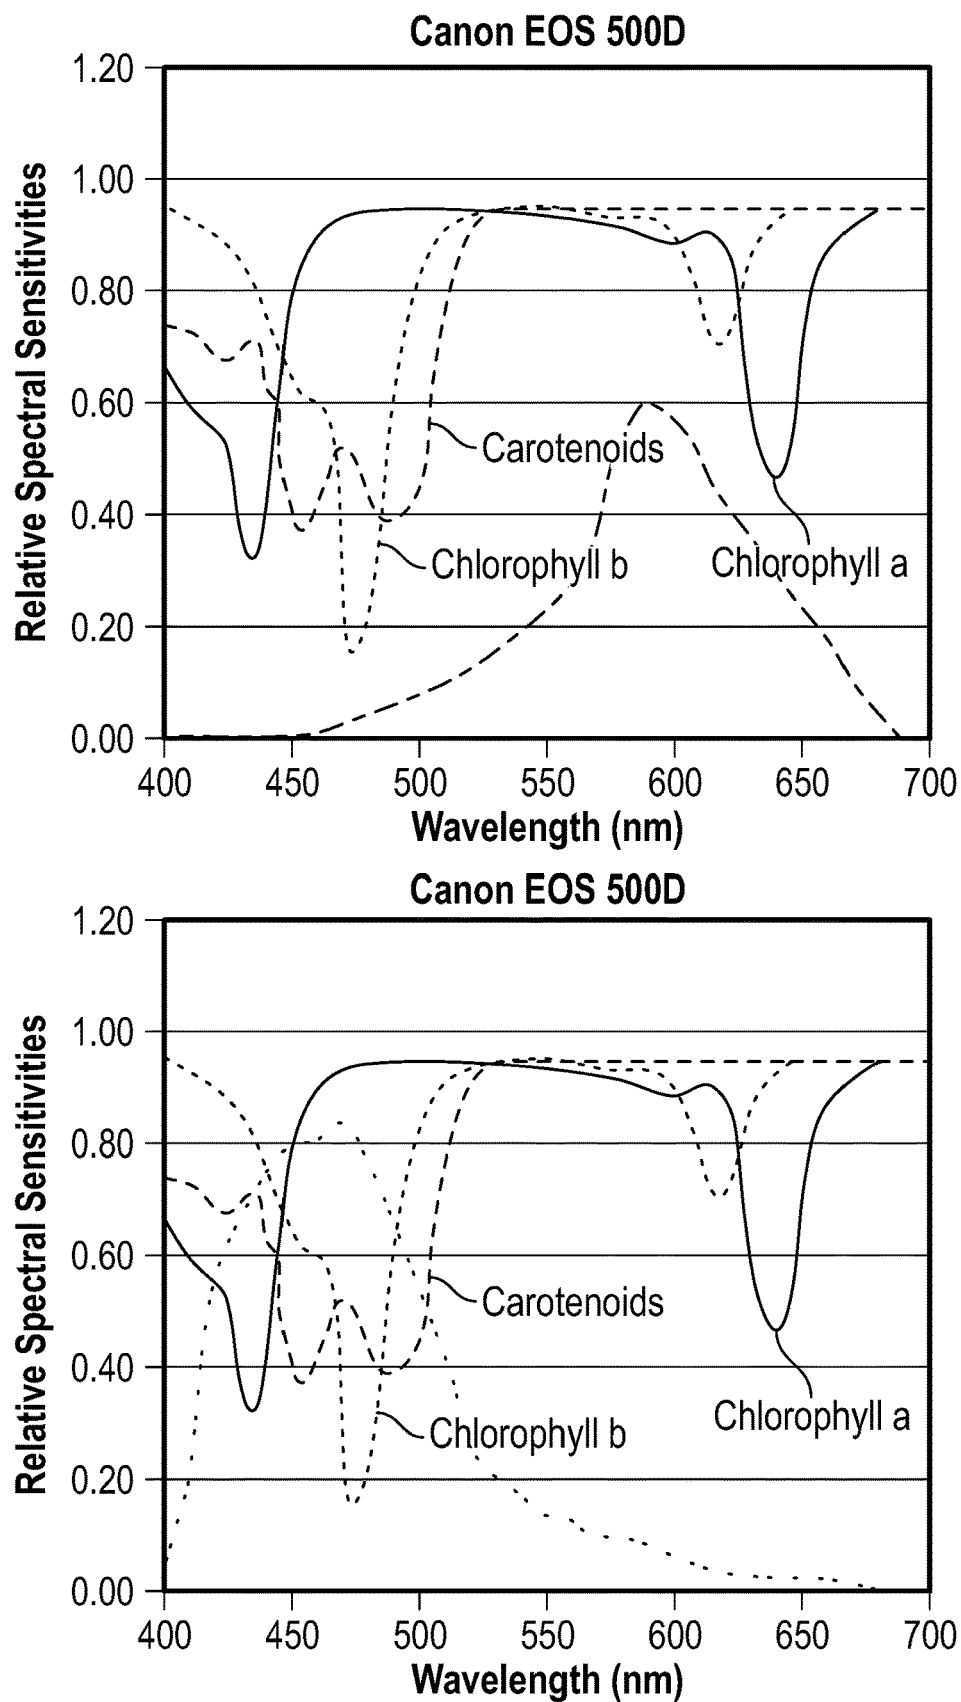 Canon EOS 500D
1.20
1.00
0.80
0.60
0.40
0.20
0.00
Relative Spectral Sensitivities
Carotenoids
Chlorophyll b
Chlorophyll a
400 450 500 550 600 650 700
Wavelength (nm)
Canon EOS 500D
1.20
1.00
0.80
0.60
0.40
0.20
0.00
Relative Spectral Sensitivities
Carotenoids
Chlorophyll a
Chlorophyll b
400 450 500 550 600 650 700
Wavelength (nm)